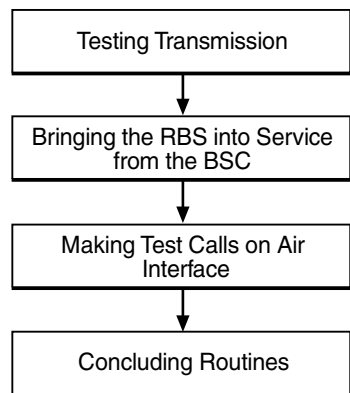 Testing Transmission
Bringing the RBS into Service
from the BSC
Making Test Calls on Air
Interface
Concluding Routines